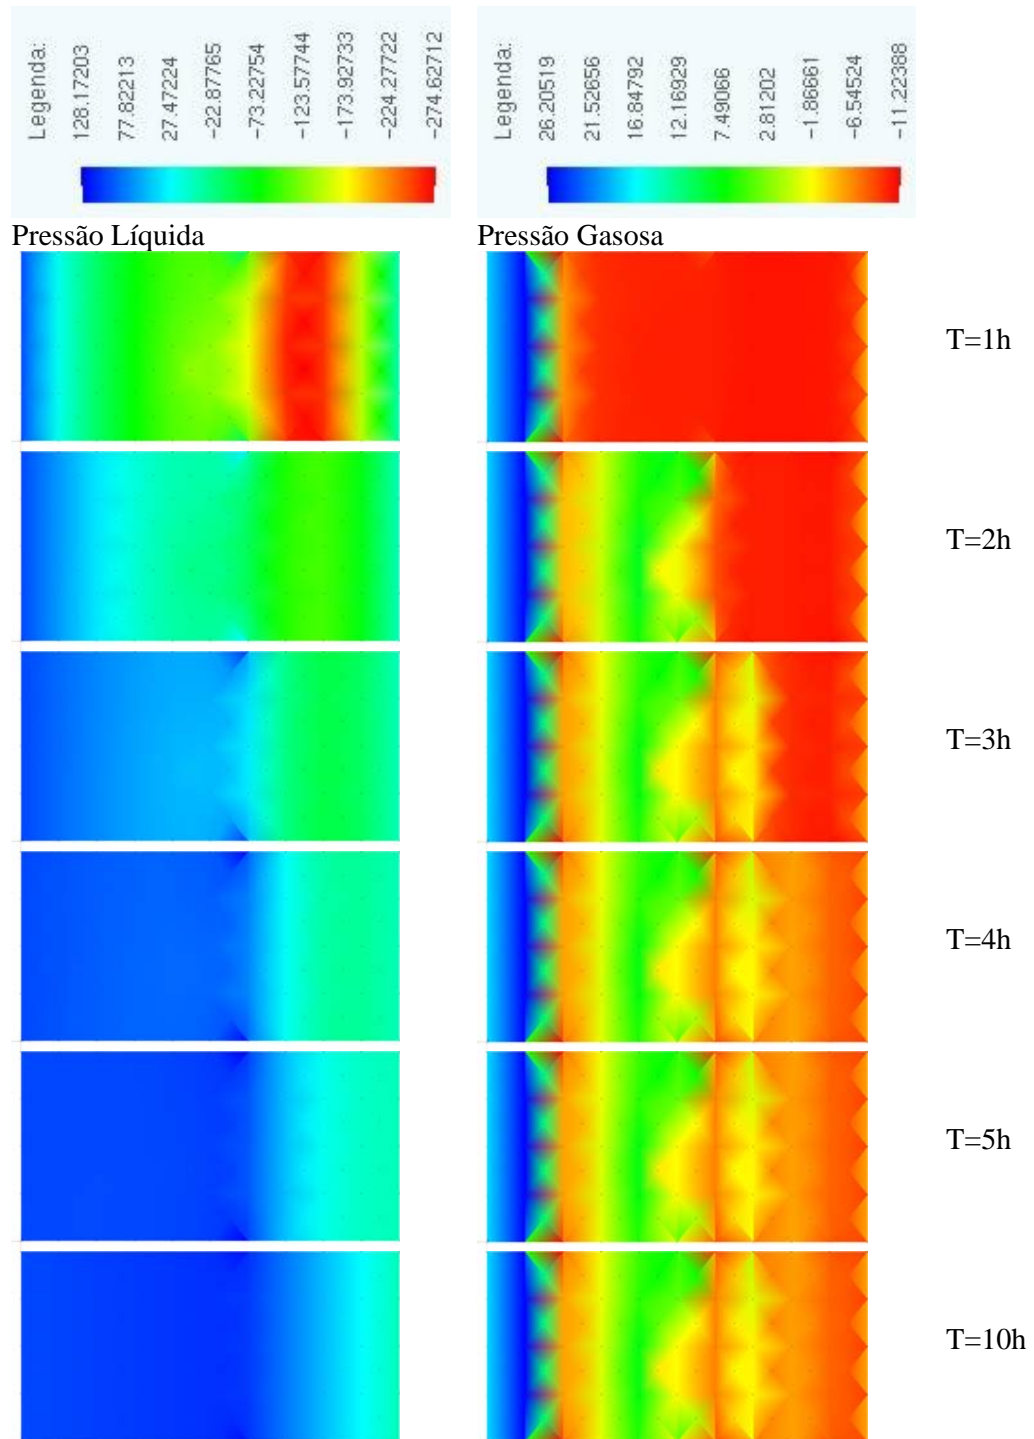 Legenda:
128.17203
77.82213
27.47224
-22.87765
-73.22754
-123.57744
-173.92733
-224.27722
-274.62712
Legenda:
26.20519
21.52656
16.84792
12.16929
7.49066
2.81202
-1.86661
-6.54524
-11.22388
Pressão Líquida
Pressão Gasosa
T=1h
T=2h
T=3h
T=4h
T=5h
T=10h